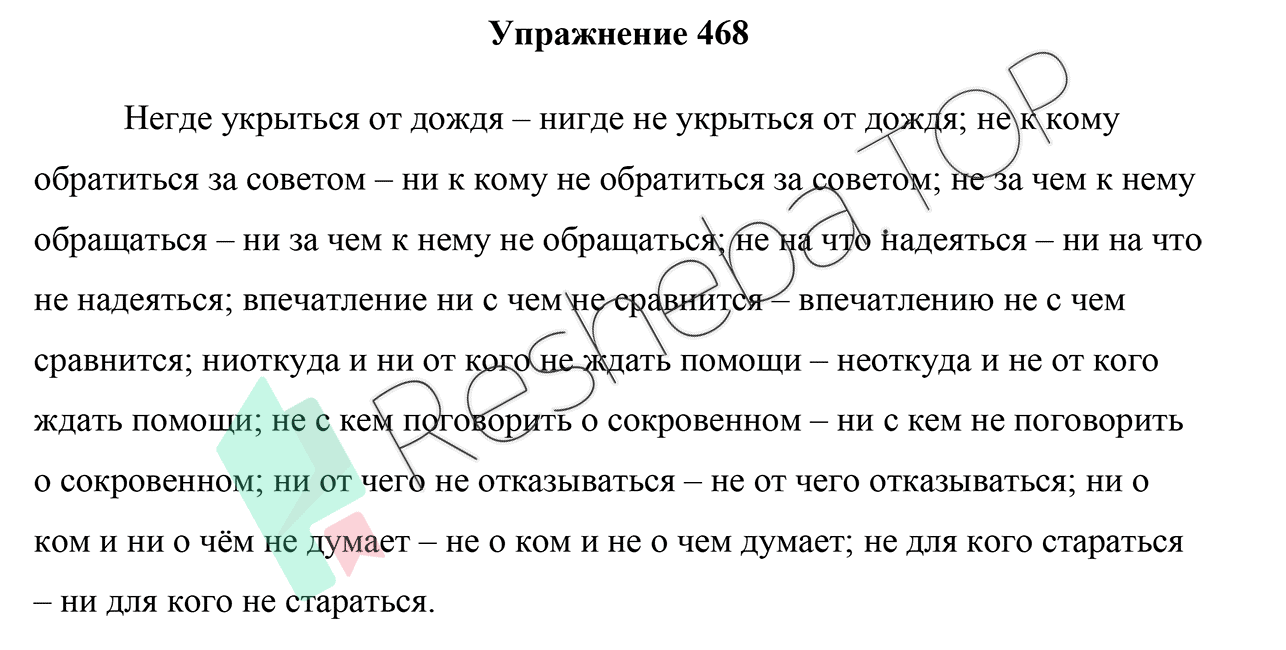 Упражнение 468
Негде укрыться от дождя – нигде не укрыться от дождя; не к кому
обратиться за советом – ни к кому не обратиться за советом; не за чем к нему
обращаться – ни за чем к нему не обращаться; не на что надеяться – ни на что
не надеяться; впечатление ни с чем не сравнится – впечатлению не с чем
сравнится; ниоткуда и ни от кого не ждать помощи – неоткуда и не от кого
ждать помощи; не с кем поговорить о сокровенном – ни с кем не поговорить
о сокровенном; ни от чего не отказываться – не от чего отказываться; ни о
ком и ни о чём не думает – не о ком и не о чем думает; не для кого стараться
– ни для кого не стараться.
Resheba.TOP